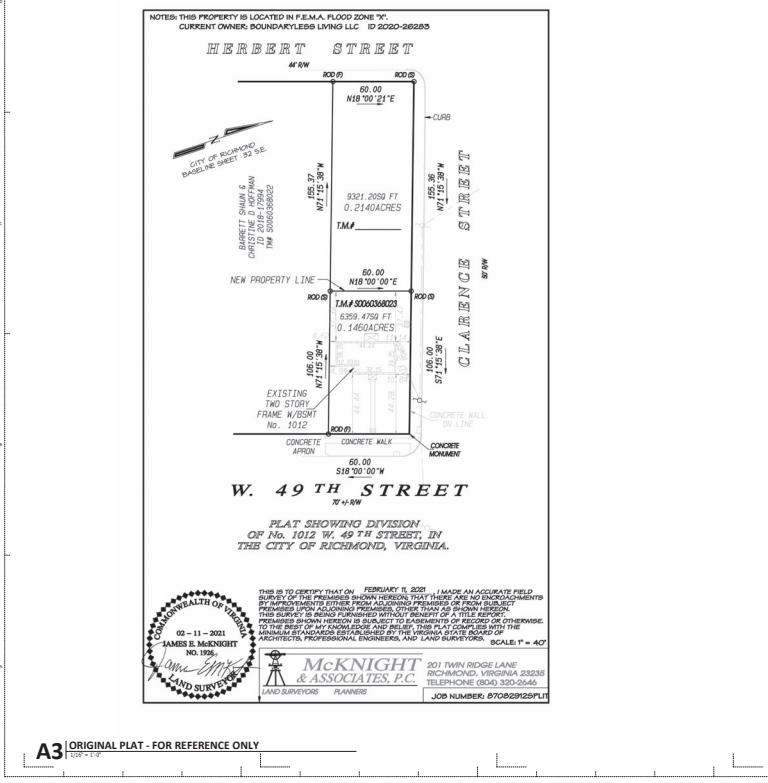 NOTES: THIS PROPERTY IS LOCATED IN F.E.M.A. FLOOD ZONE "X".
CURRENT OWNER: BOUNDARYLESS LIVING LLC ID 2020-26283
HERBERT STREET
44' R/W
ROD (F)
ROD (S)
60.00
N18°00'21"E
CURB
CITY OF RICHMOND
BASELINE SHEET 32 S.E.
BARRETT SHAUN &
CHRISTINE D HOFFMAN
ID 2018-17994
TM# S0060368022
155.37
N71°15'38"W
9321.20SQ FT
0.2140ACRES
T.M.#
155.36
N71°15'38"W
CLARENCE STREET
50' R/W
60.00
N18°00'00"E
NEW PROPERTY LINE
ROD (S)
ROD (S)
T.M.# S0060368023
6359.47SQ FT
0.1460ACRES
106.00
N71°15'38"W
106.00
S71°15'38"E
44.44
44.28
EXISTING
TWO STORY
FRAME W/BSMT
No. 1012
CONCRETE WALL
ON LINE
ROD (F)
CONCRETE
APRON
CONCRETE WALK
CONCRETE
MONUMENT
60.00
S18°00'00"W
W. 49TH STREET
70' +/- R/W
PLAT SHOWING DIVISION
OF No. 1012 W. 49TH STREET, IN
THE CITY OF RICHMOND, VIRGINIA.
THIS IS TO CERTIFY THAT ON FEBRUARY 11, 2021, I MADE AN ACCURATE FIELD
SURVEY OF THE PREMISES SHOWN HEREON; THAT THERE ARE NO ENCROACHMENTS
BY IMPROVEMENTS EITHER FROM ADJOINING PREMISES OR FROM SUBJECT
PREMISES UPON ADJOINING PREMISES, OTHER THAN AS SHOWN HEREON.
THIS SURVEY IS BEING FURNISHED WITHOUT BENEFIT OF A TITLE REPORT.
PREMISES SHOWN HEREON IS SUBJECT TO EASEMENTS OF RECORD OR OTHERWISE.
TO THE BEST OF MY KNOWLEDGE AND BELIEF, THIS PLAT COMPLIES WITH THE
MINIMUM STANDARDS ESTABLISHED BY THE VIRGINIA STATE BOARD OF
ARCHITECTS, PROFESSIONAL ENGINEERS, AND LAND SURVEYORS.
SCALE: 1" = 40'
COMMONWEALTH OF VIRGINIA
02-11-2021
JAMES E. McKNIGHT
NO. 1926
LAND SURVEYOR
McKNIGHT
& ASSOCIATES, P.C.
LAND SURVEYORS PLANNERS
201 TWIN RIDGE LANE
RICHMOND, VIRGINIA 23235
TELEPHONE (804) 320-2646
JOB NUMBER: 87082912SPLIT
A3 ORIGINAL PLAT - FOR REFERENCE ONLY
1/16" = 1'-0"